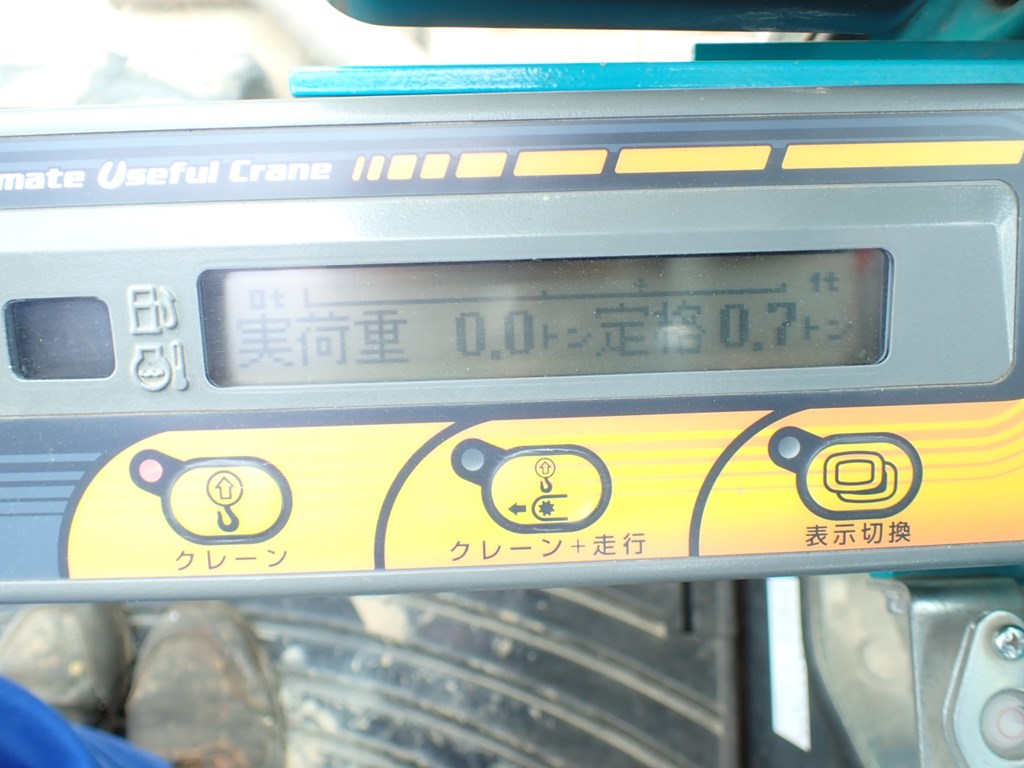 mate Useful Crane
0t 1t
実荷重 0.0トン 定格 0.7トン
クレーン
クレーン+走行
表示切換